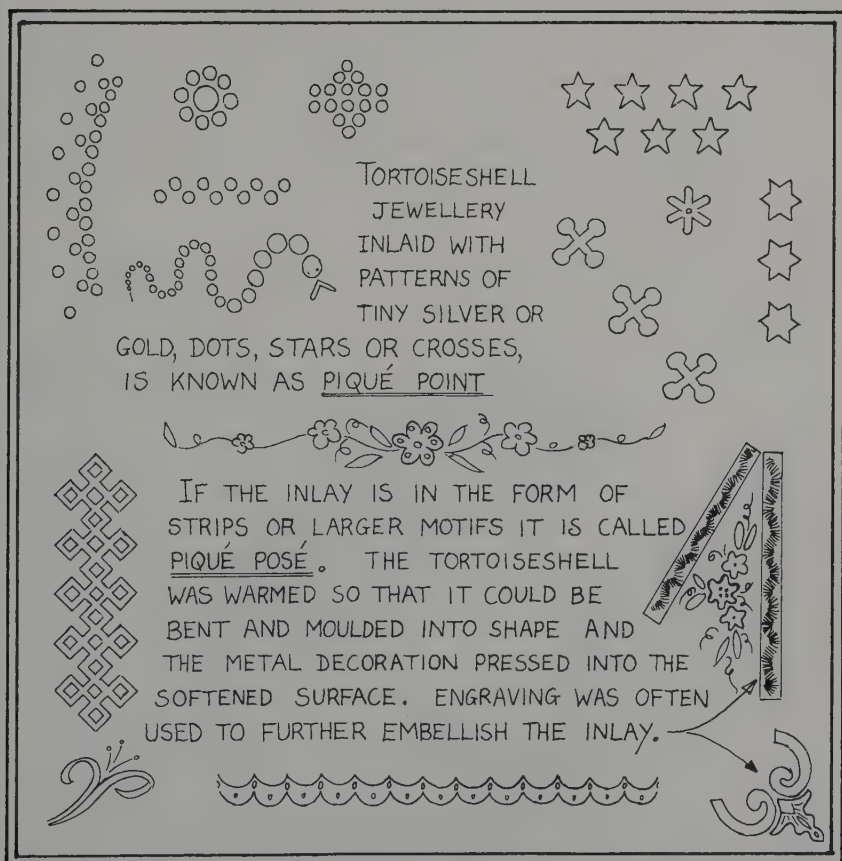 TORTOISESHELL
JEWELLERY
INLAID WITH
PATTERNS OF
TINY SILVER OR
GOLD, DOTS, STARS OR CROSSES,
IS KNOWN AS PIQUÉ POINT
IF THE INLAY IS IN THE FORM OF
STRIPS OR LARGER MOTIFS IT IS CALLED
PIQUÉ POSÉ. THE TORTOISESHELL
WAS WARMED SO THAT IT COULD BE
BENT AND MOULDED INTO SHAPE AND
THE METAL DECORATION PRESSED INTO THE
SOFTENED SURFACE. ENGRAVING WAS OFTEN
USED TO FURTHER EMBELLISH THE INLAY.